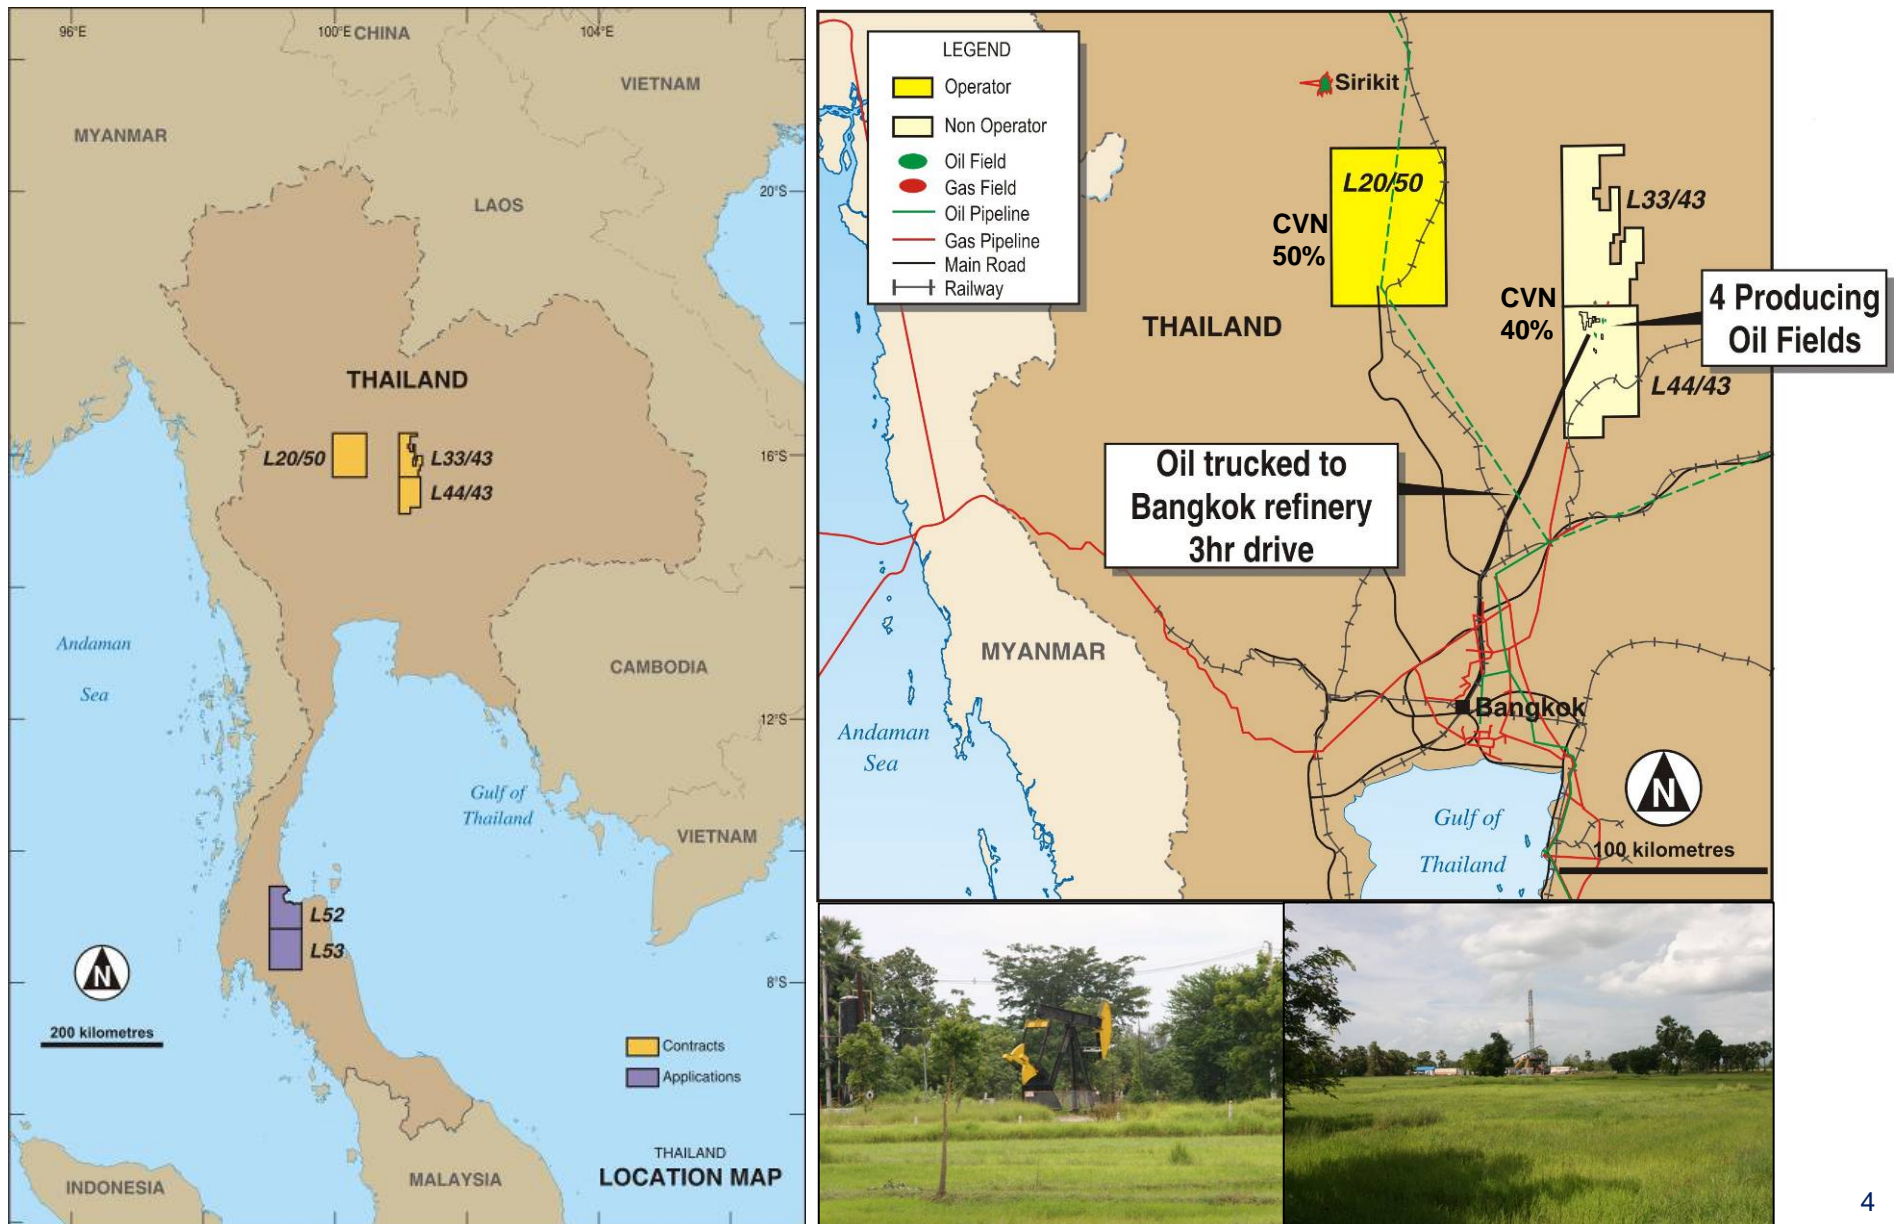 96°E
100°E
104°E
CHINA
VIETNAM
MYANMAR
LAOS
20°S
THAILAND
L20/50
L33/43
L44/43
16°S
Andaman
Sea
CAMBODIA
12°S
Gulf of
Thailand
VIETNAM
L52
L53
8°S
N
200 kilometres
Contracts
Applications
THAILAND
LOCATION MAP
INDONESIA
MALAYSIA
LEGEND
Operator
Non Operator
Oil Field
Gas Field
Oil Pipeline
Gas Pipeline
Main Road
Railway
Sirikit
L20/50
CVN
50%
L33/43
CVN
40%
4 Producing
Oil Fields
THAILAND
L44/43
Oil trucked to
Bangkok refinery
3hr drive
MYANMAR
Bangkok
Andaman
Sea
N
Gulf of
Thailand
100 kilometres
4